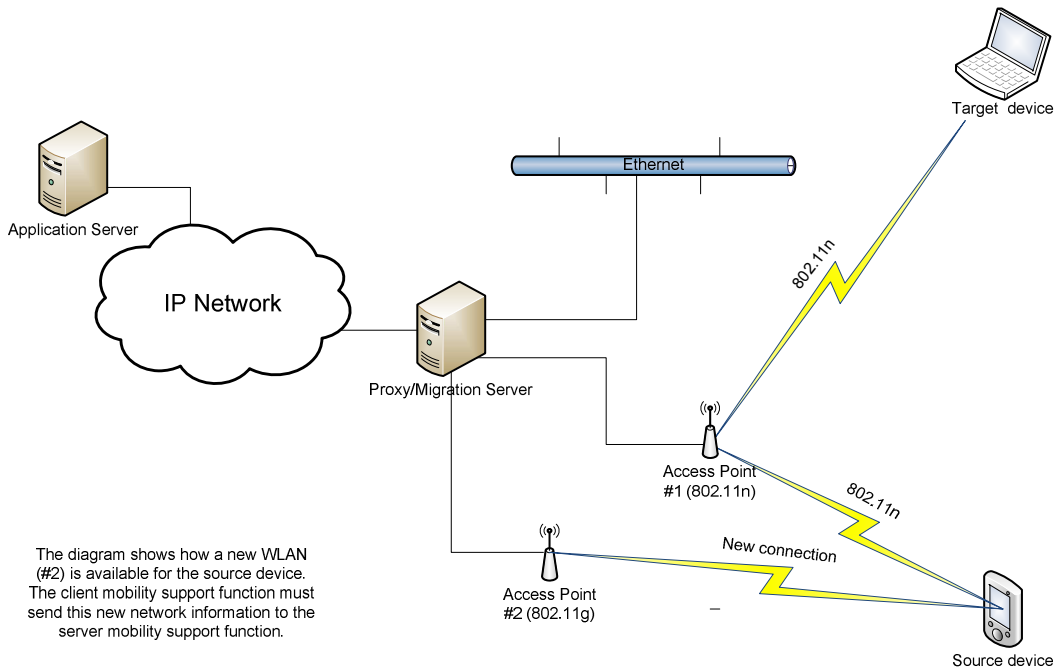 Target device
Ethernet
Application Server
802.11n
IP Network
Proxy/Migration Server
Access Point
#1 (802.11n)
802.11n
New connection
The diagram shows how a new WLAN
(#2) is available for the source device.
The client mobility support function must
send this new network information to the
server mobility support function.
Access Point
#2 (802.11g)
Source device